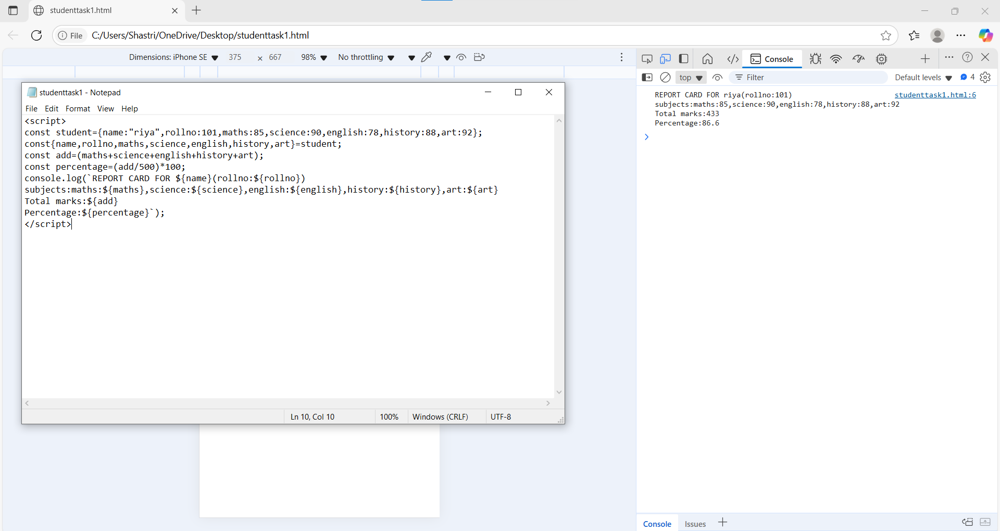 studenttask1.html
File C:/Users/Shastri/OneDrive/Desktop/studenttask1.html
Dimensions: iPhone SE 375 × 667 98% No throttling
Console
top Filter Default levels 4
studenttask1 - Notepad
File Edit Format View Help
<script>
const student={name:"riya",rollno:101,maths:85,science:90,english:78,history:88,art:92};
const{name,rollno,maths,science,english,history,art}=student;
const add=(maths+science+english+history+art);
const percentage=(add/500)*100;
console.log(`REPORT CARD FOR ${name}(rollno:${rollno})
subjects:maths:${maths},science:${science},english:${english},history:${history},art:${art}
Total marks:${add}
Percentage:${percentage}`);
</script>
Ln 10, Col 10 100% Windows (CRLF) UTF-8
REPORT CARD FOR riya(rollno:101) studenttask1.html:6
subjects:maths:85,science:90,english:78,history:88,art:92
Total marks:433
Percentage:86.6
Console Issues